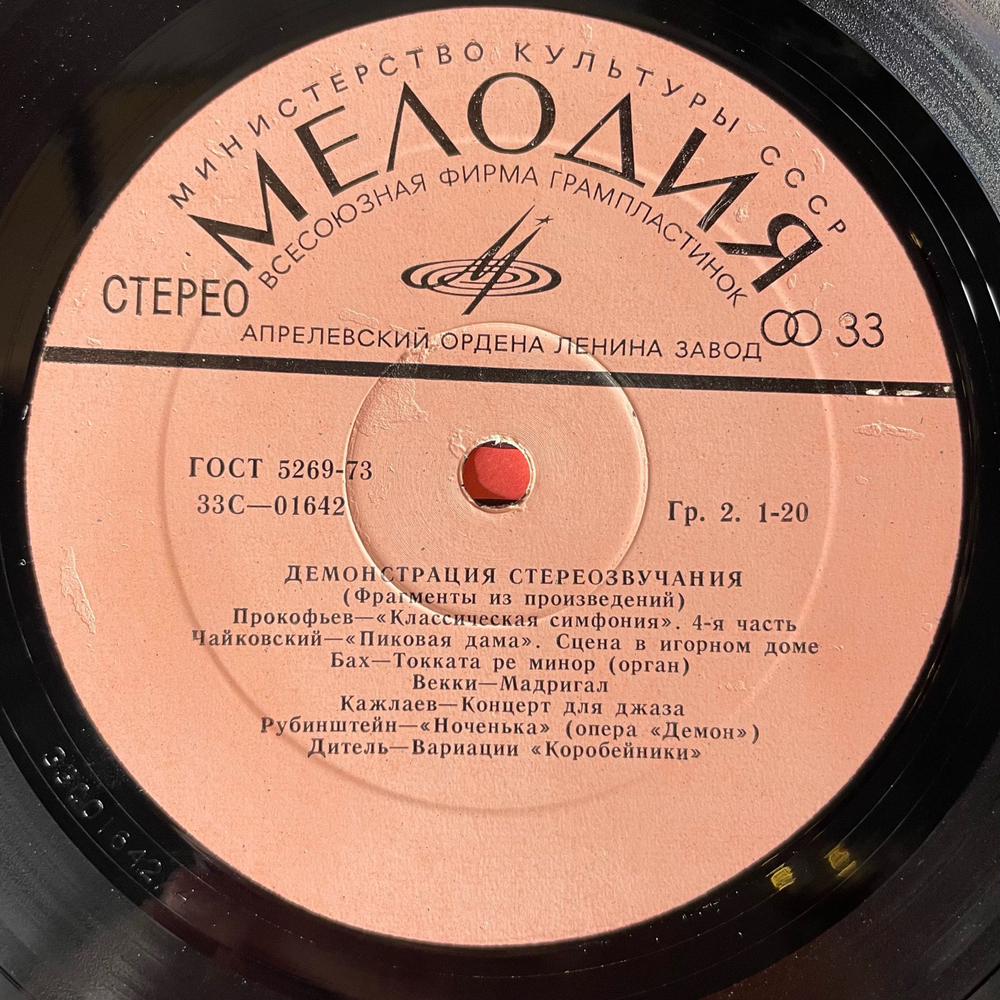 МИНИСТЕРСТВО КУЛЬТУРЫ СССР
МЕЛОДИЯ
ВСЕСОЮЗНАЯ ФИРМА ГРАМПЛАСТИНОК
СТЕРЕО
33
АПРЕЛЕВСКИЙ ОРДЕНА ЛЕНИНА ЗАВОД
ГОСТ 5269-73
33С—01642
Гр. 2. 1-20
ДЕМОНСТРАЦИЯ СТЕРЕОЗВУЧАНИЯ
(Фрагменты из произведений)
Прокофьев—«Классическая симфония». 4-я часть
Чайковский—«Пиковая дама». Сцена в игорном доме
Бах—Токката ре минор (орган)
Векки—Мадригал
Кажлаев—Концерт для джаза
Рубинштейн—«Ноченька» (опера «Демон»)
Дитель—Вариации «Коробейники»
33С01642